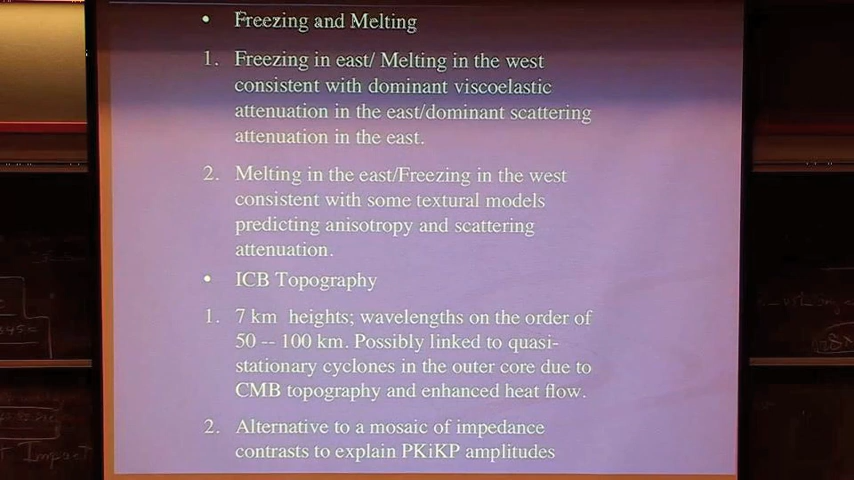 • Freezing and Melting
1. Freezing in east/ Melting in the west
consistent with dominant viscoelastic
attenuation in the east/dominant scattering
attenuation in the east.
2. Melting in the east/Freezing in the west
consistent with some textural models
predicting anisotropy and scattering
attenuation.
• ICB Topography
1. 7 km heights; wavelengths on the order of
50 -- 100 km. Possibly linked to quasi-
stationary cyclones in the outer core due to
CMB topography and enhanced heat flow.
2. Alternative to a mosaic of impedance
contrasts to explain PKiKP amplitudes
Impact